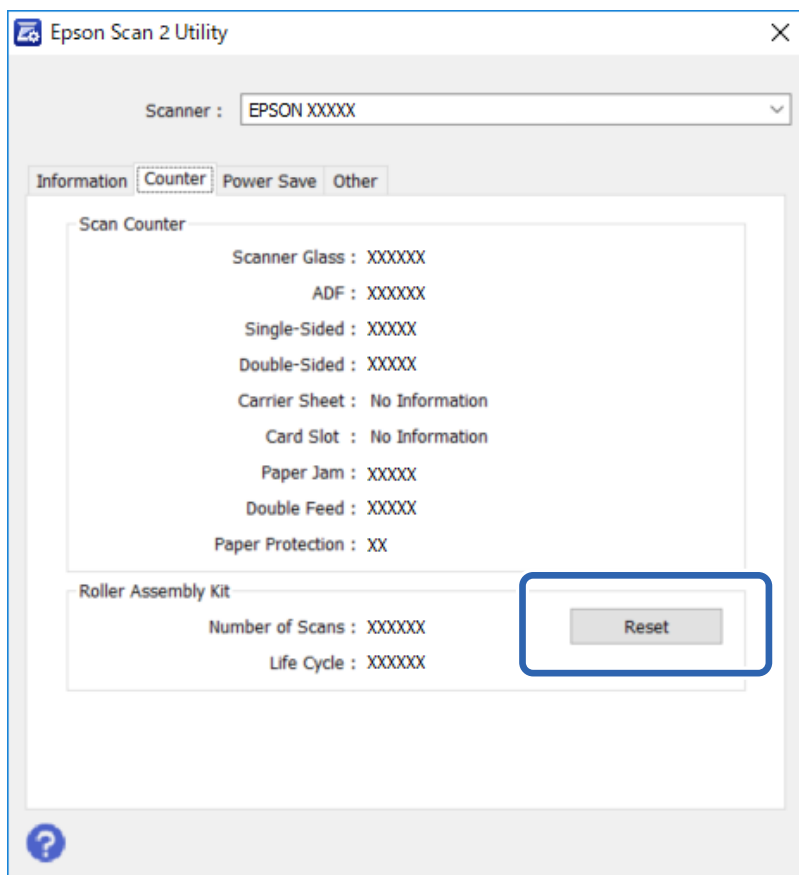 Epson Scan 2 Utility
Scanner : EPSON XXXXX
Information Counter Power Save Other
Scan Counter
Scanner Glass : XXXXXX
ADF : XXXXXX
Single-Sided : XXXXX
Double-Sided : XXXXX
Carrier Sheet : No Information
Card Slot : No Information
Paper Jam : XXXXX
Double Feed : XXXXX
Paper Protection : XX
Roller Assembly Kit
Number of Scans : XXXXXX Reset
Life Cycle : XXXXXX
?